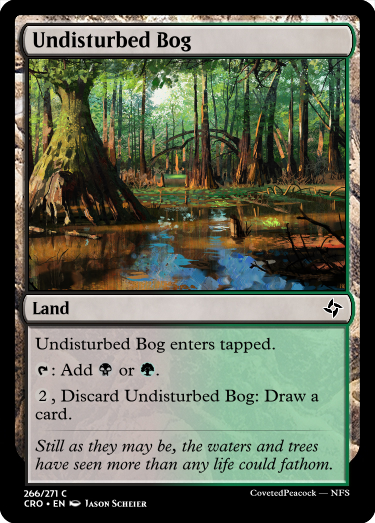 Undisturbed Bog
Land
Undisturbed Bog enters tapped.
: Add or .
2, Discard Undisturbed Bog: Draw a
card.
Still as they may be, the waters and trees
have seen more than any life could fathom.
266/271 C
CRO • EN Jason Scheier
CovetedPeacock — NFS